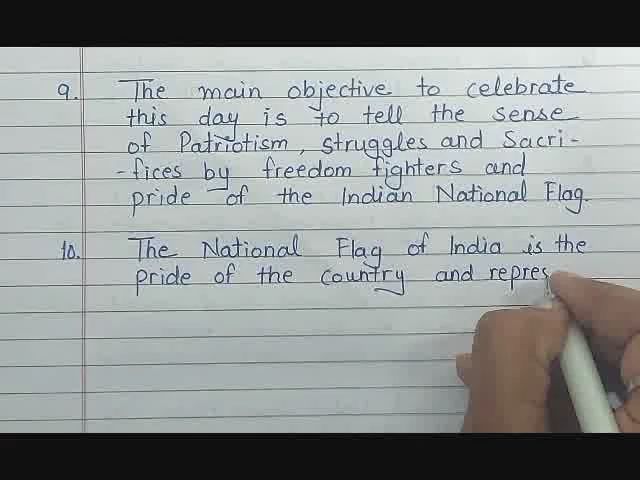 9. The main objective to celebrate
this day is to tell the sense
of Patriotism, struggles and Sacri-
-fices by freedom fighters and
pride of the Indian National Flag.
10. The National Flag of India is the
pride of the country and repres